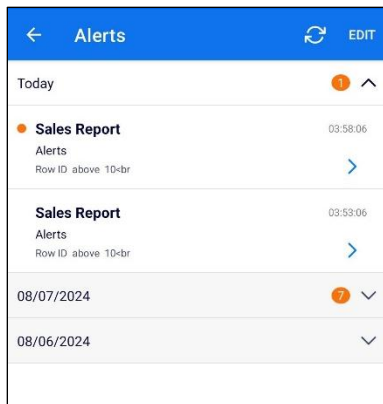 Alerts EDIT
Today 1
Sales Report 03:58:06
Alerts
Row ID above 10<br
Sales Report 03:53:06
Alerts
Row ID above 10<br
08/07/2024 7
08/06/2024